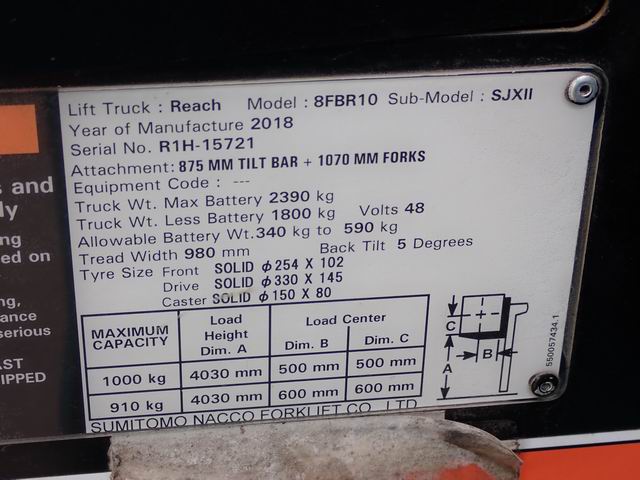 Lift Truck : Reach Model : 8FBR10 Sub-Model : SJXII
Year of Manufacture 2018
Serial No. R1H-15721
Attachment: 875 MM TILT BAR + 1070 MM FORKS
Equipment Code : ---
Truck Wt. Max Battery 2390 kg
Truck Wt. Less Battery 1800 kg Volts 48
Allowable Battery Wt. 340 kg to 590 kg
Tread Width 980 mm Back Tilt 5 Degrees
Tyre Size Front SOLID φ254 X 102
Drive SOLID φ330 X 145
Caster SOLID φ150 X 80
MAXIMUM CAPACITY Load Height Dim. A Load Center Dim. B Dim. C
1000 kg 4030 mm 500 mm 500 mm
910 kg 4030 mm 600 mm 600 mm
SUMITOMO NACCO FORKLIFT CO., LTD
C
B
A
550057434.1
s and
ly
ng
ed on
ng,
ance
serious
AST
IPPED